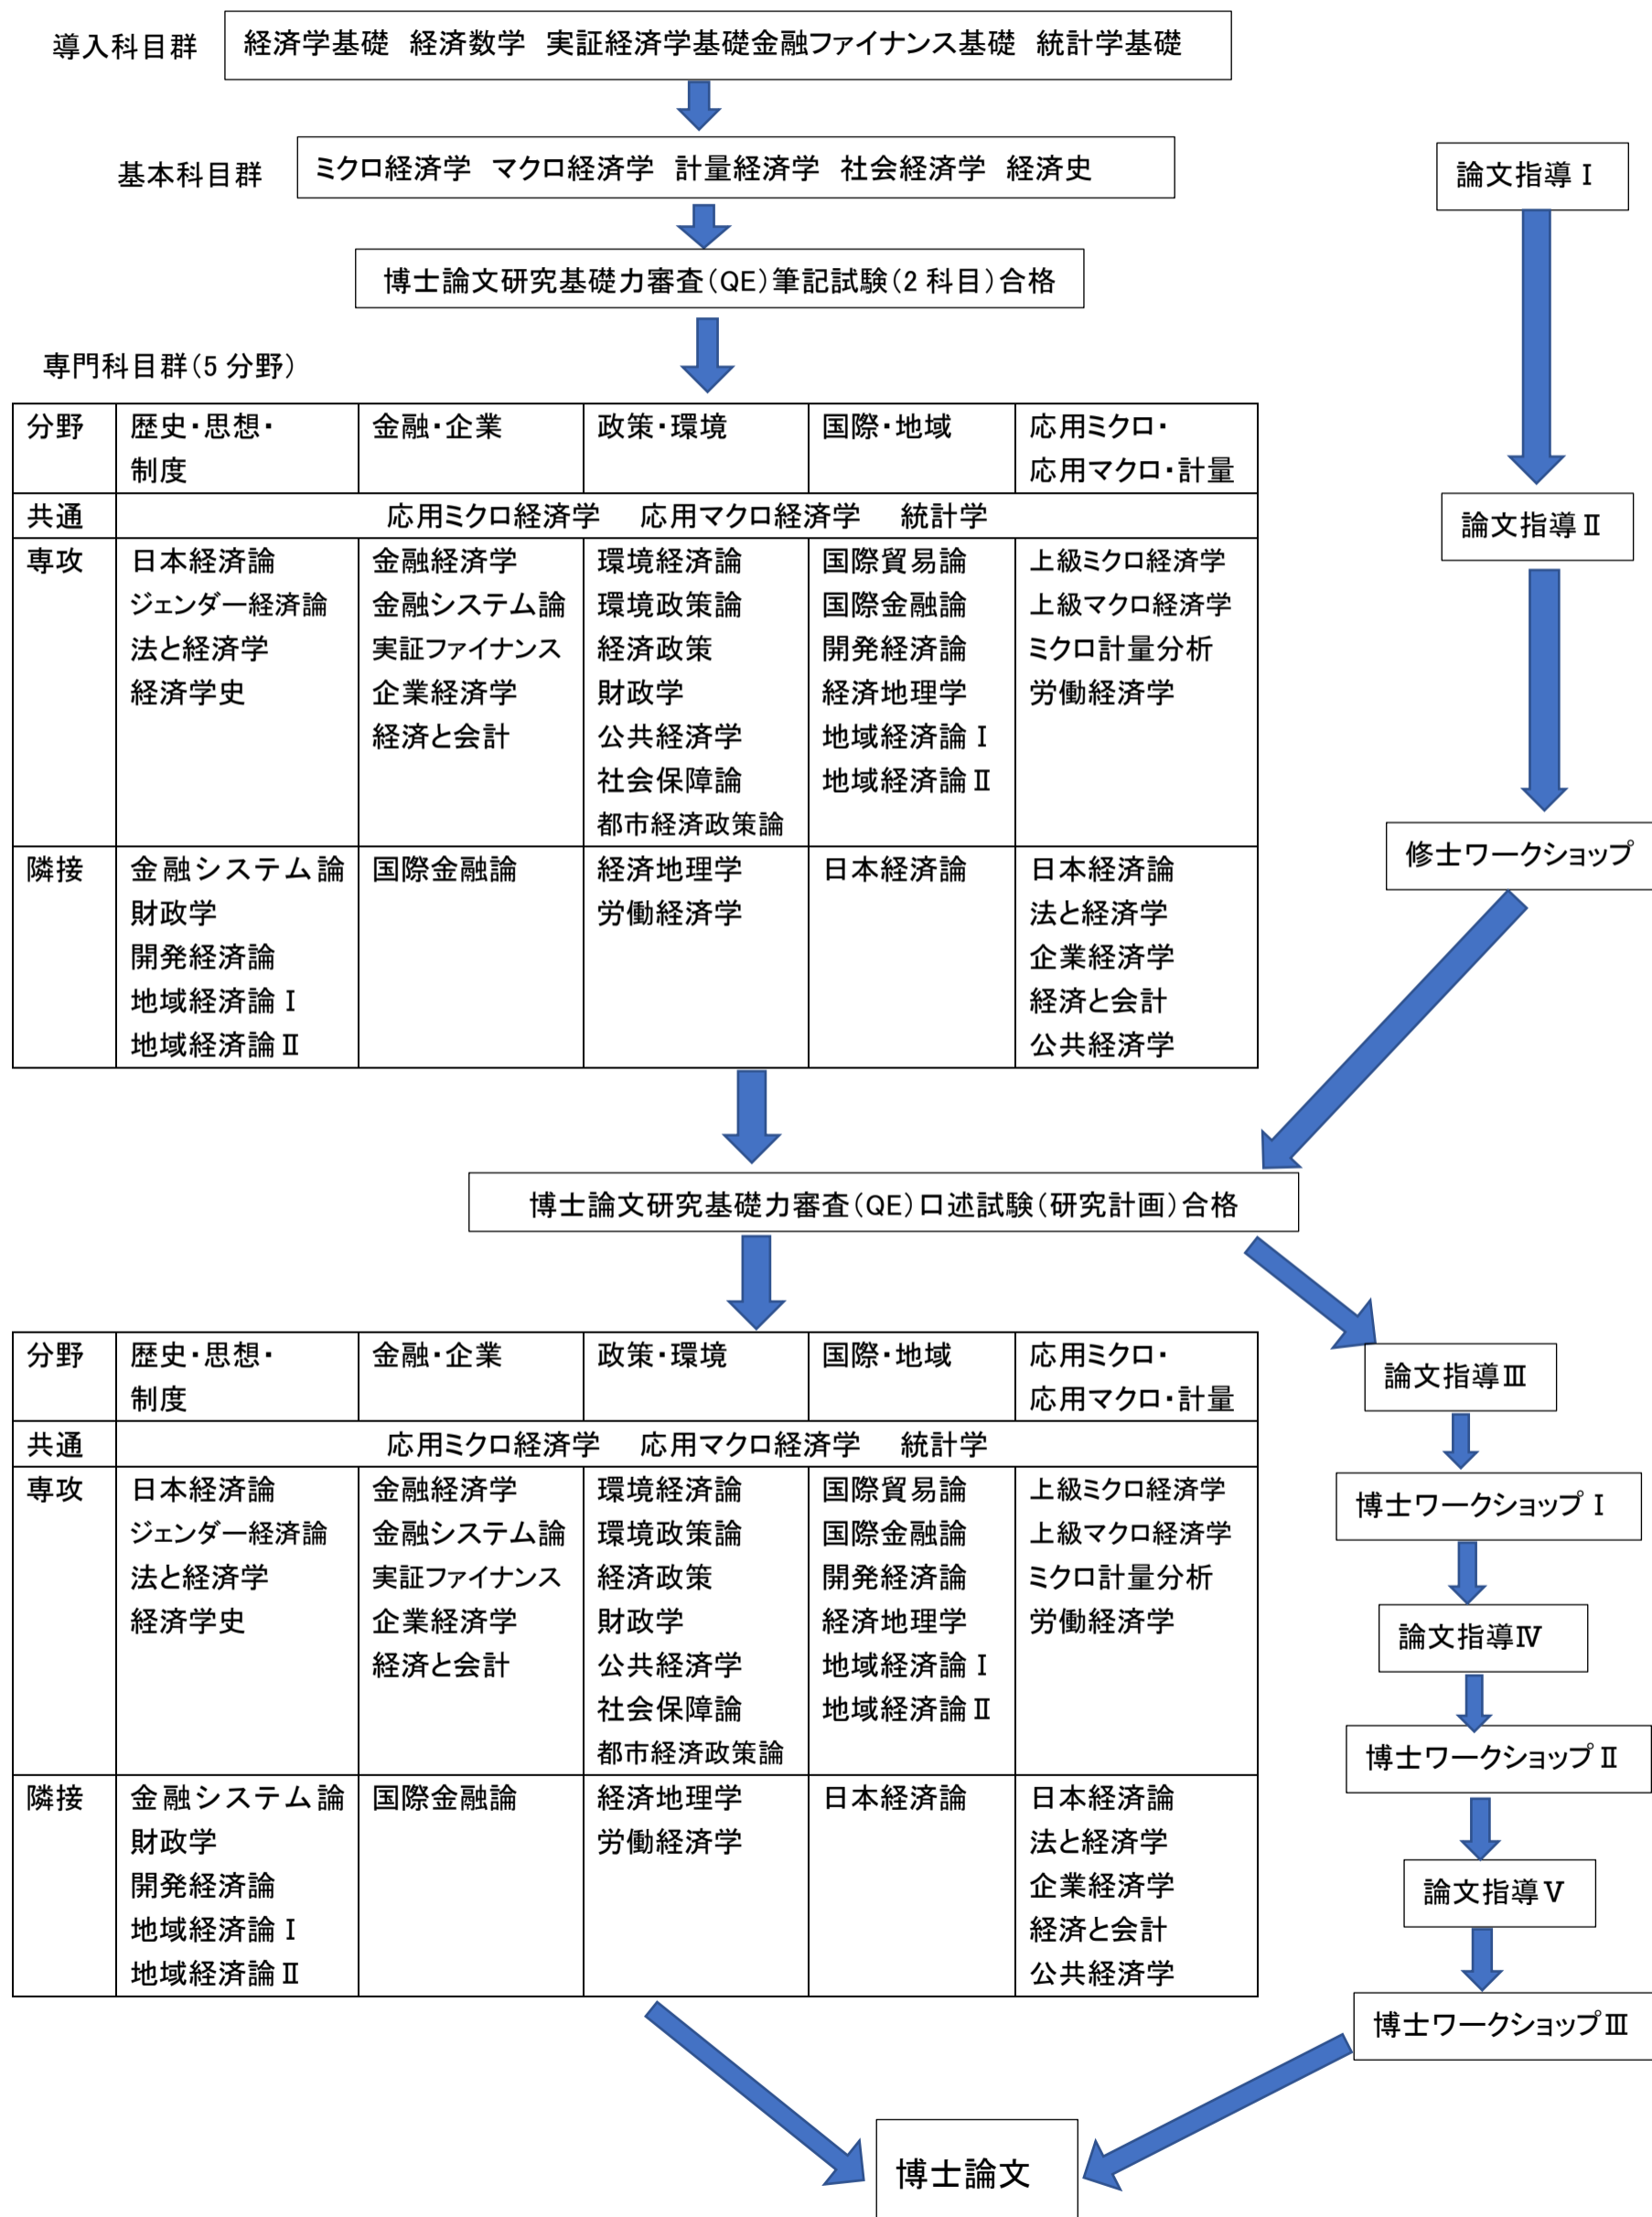 導入科目群
経済学基礎 経済数学 実証経済学基礎金融ファイナンス基礎 統計学基礎
基本科目群
ミクロ経済学 マクロ経済学 計量経済学 社会経済学 経済史
論文指導Ⅰ
博士論文研究基礎力審査(QE)筆記試験(2科目)合格
専門科目群(5分野)
分野 歴史・思想・ 金融・企業 政策・環境 国際・地域 応用ミクロ・
制度 応用マクロ・計量
論文指導Ⅱ
共通 応用ミクロ経済学 応用マクロ経済学 統計学
専攻 日本経済論 金融経済学 環境経済論 国際貿易論 上級ミクロ経済学
ジェンダー経済論 金融システム論 環境政策論 国際金融論 上級マクロ経済学
法と経済学 実証ファイナンス 経済政策 開発経済論 ミクロ計量分析
経済学史 企業経済学 財政学 経済地理学 労働経済学
経済と会計 公共経済学 地域経済論Ⅰ
社会保障論 地域経済論Ⅱ
都市経済政策論
修士ワークショップ
隣接 金融システム論 国際金融論 経済地理学 日本経済論 日本経済論
財政学 労働経済学 法と経済学
開発経済論 企業経済学
地域経済論Ⅰ 経済と会計
地域経済論Ⅱ 公共経済学
博士論文研究基礎力審査(QE)口述試験(研究計画)合格
分野 歴史・思想・ 金融・企業 政策・環境 国際・地域 応用ミクロ・
制度 応用マクロ・計量
論文指導Ⅲ
共通 応用ミクロ経済学 応用マクロ経済学 統計学
専攻 日本経済論 金融経済学 環境経済論 国際貿易論 上級ミクロ経済学
ジェンダー経済論 金融システム論 環境政策論 国際金融論 上級マクロ経済学
法と経済学 実証ファイナンス 経済政策 開発経済論 ミクロ計量分析
経済学史 企業経済学 財政学 経済地理学 労働経済学
経済と会計 公共経済学 地域経済論Ⅰ
社会保障論 地域経済論Ⅱ
都市経済政策論
博士ワークショップⅠ
論文指導Ⅳ
博士ワークショップⅡ
隣接 金融システム論 国際金融論 経済地理学 日本経済論 日本経済論
財政学 労働経済学 法と経済学
開発経済論 企業経済学
地域経済論Ⅰ 経済と会計
地域経済論Ⅱ 公共経済学
論文指導Ⅴ
博士ワークショップⅢ
博士論文